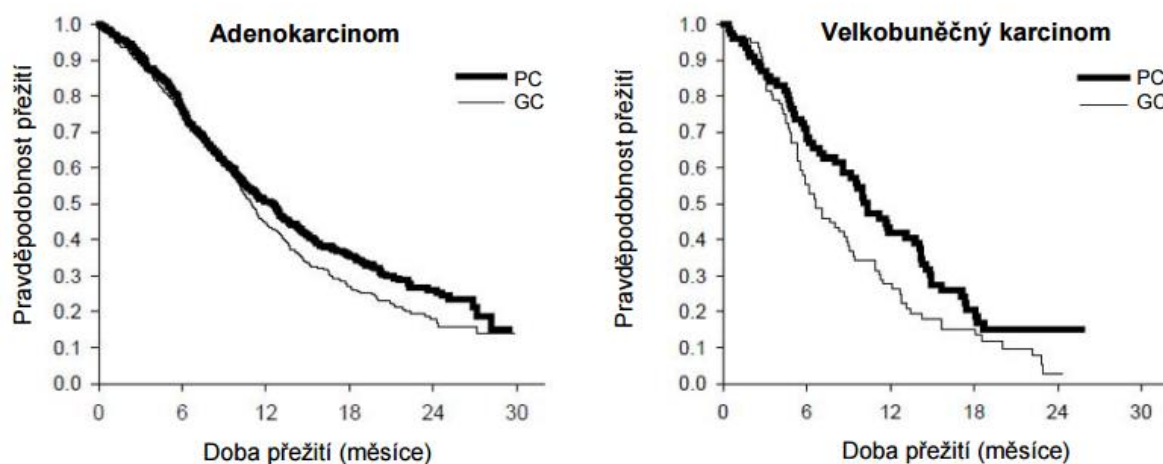 Adenokarcinom
PC
GC
Pravděpodobnost přežití
1.0
0.9
0.8
0.7
0.6
0.5
0.4
0.3
0.2
0.1
0.0
0 6 12 18 24 30
Doba přežití (měsíce)
Velkobuněčný karcinom
PC
GC
Pravděpodobnost přežití
1.0
0.9
0.8
0.7
0.6
0.5
0.4
0.3
0.2
0.1
0.0
0 6 12 18 24 30
Doba přežití (měsíce)